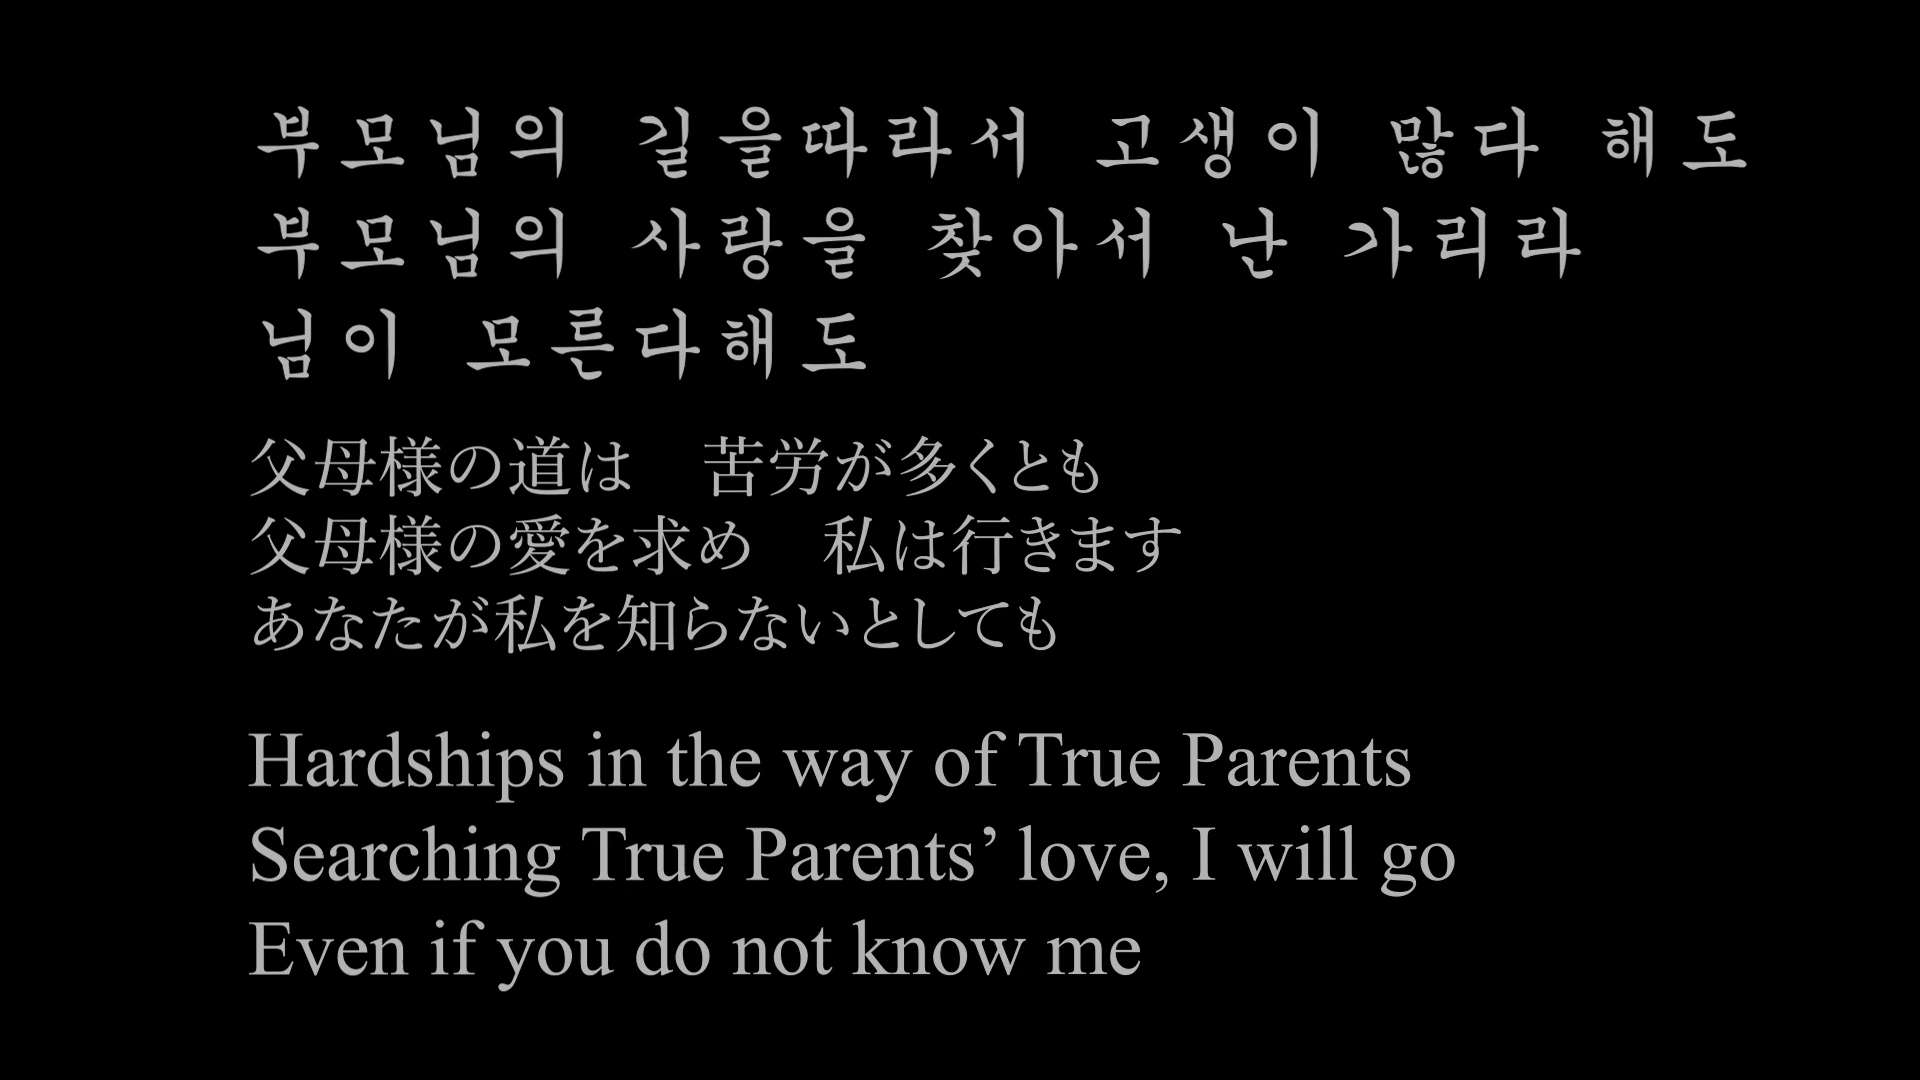 부모님의 길을따라서 고생이 많다 해도
부모님의 사랑을 찾아서 난 가리라
님이 모른다해도
父母様の道は　苦労が多くとも
父母様の愛を求め　私は行きます
あなたが私を知らないとしても
Hardships in the way of True Parents
Searching True Parents’ love, I will go
Even if you do not know me